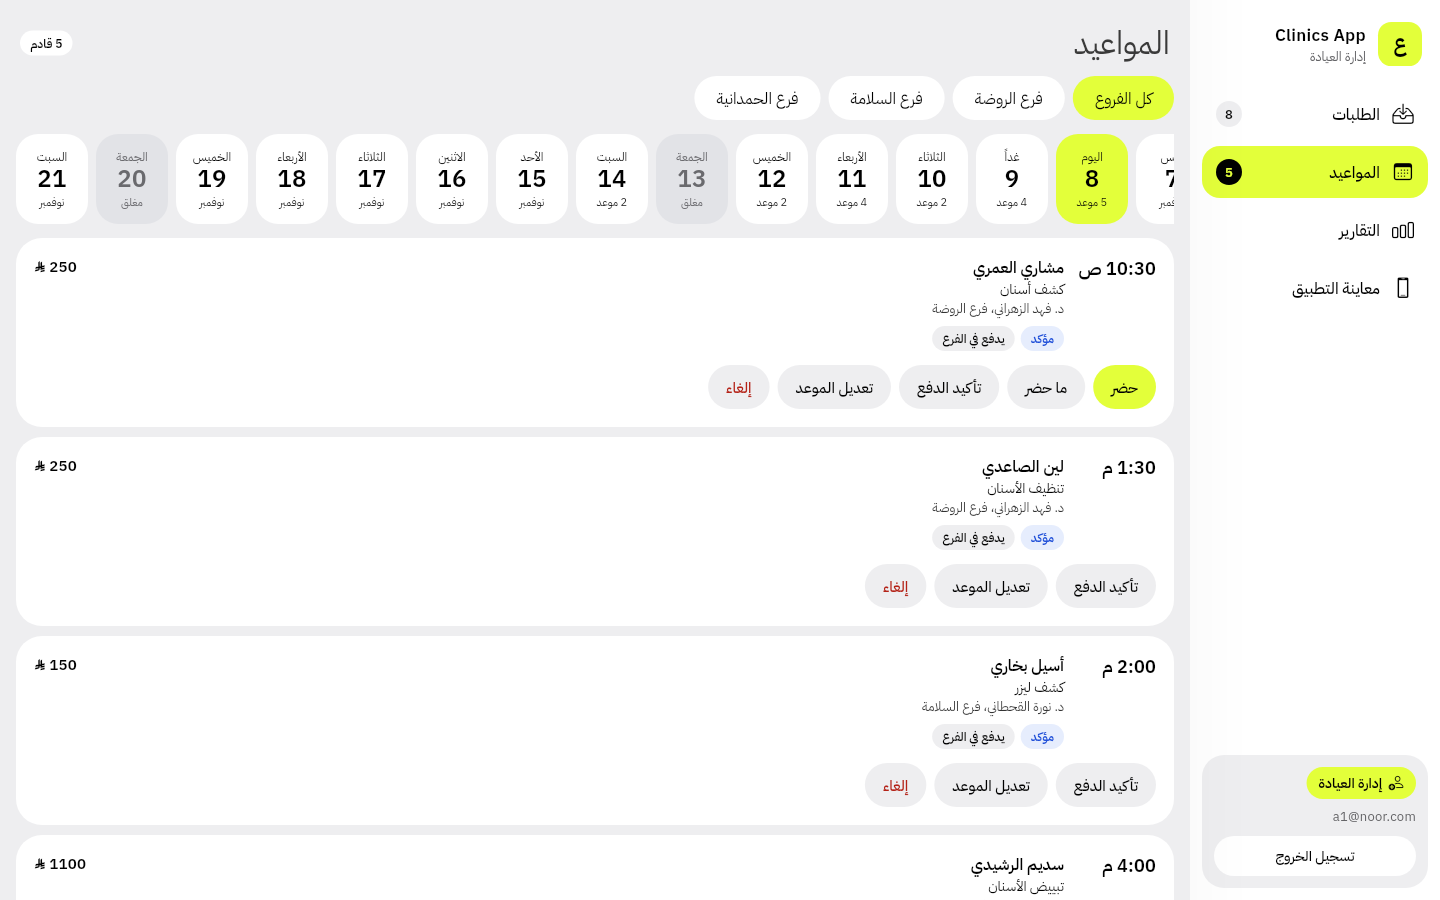 ع
Clinics App
إدارة العيادة
الطلبات
8
المواعيد
5
التقارير
معاينة التطبيق
إدارة العيادة
a1@noor.com
تسجيل الخروج
المواعيد
5 قادم
كل الفروع
فرع الروضة
فرع السلامة
فرع الحمدانية
اليوم
8
5 موعد
غداً
9
4 موعد
الثلاثاء
10
2 موعد
الأربعاء
11
4 موعد
الخميس
12
2 موعد
الجمعة
13
مغلق
السبت
14
2 موعد
الأحد
15
نوفمبر
الاثنين
16
نوفمبر
الثلاثاء
17
نوفمبر
الأربعاء
18
نوفمبر
الخميس
19
نوفمبر
الجمعة
20
مغلق
السبت
21
نوفمبر
10:30 ص
مشاري العمري
250
كشف أسنان
د. فهد الزهراني، فرع الروضة
مؤكد
يدفع في الفرع
حضر
ما حضر
تأكيد الدفع
تعديل الموعد
إلغاء
1:30 م
لين الصاعدي
250
تنظيف الأسنان
د. فهد الزهراني، فرع الروضة
مؤكد
يدفع في الفرع
تأكيد الدفع
تعديل الموعد
إلغاء
2:00 م
أسيل بخاري
150
كشف ليزر
د. نورة القحطاني، فرع السلامة
مؤكد
يدفع في الفرع
تأكيد الدفع
تعديل الموعد
إلغاء
4:00 م
سديم الرشيدي
1100
تبييض الأسنان